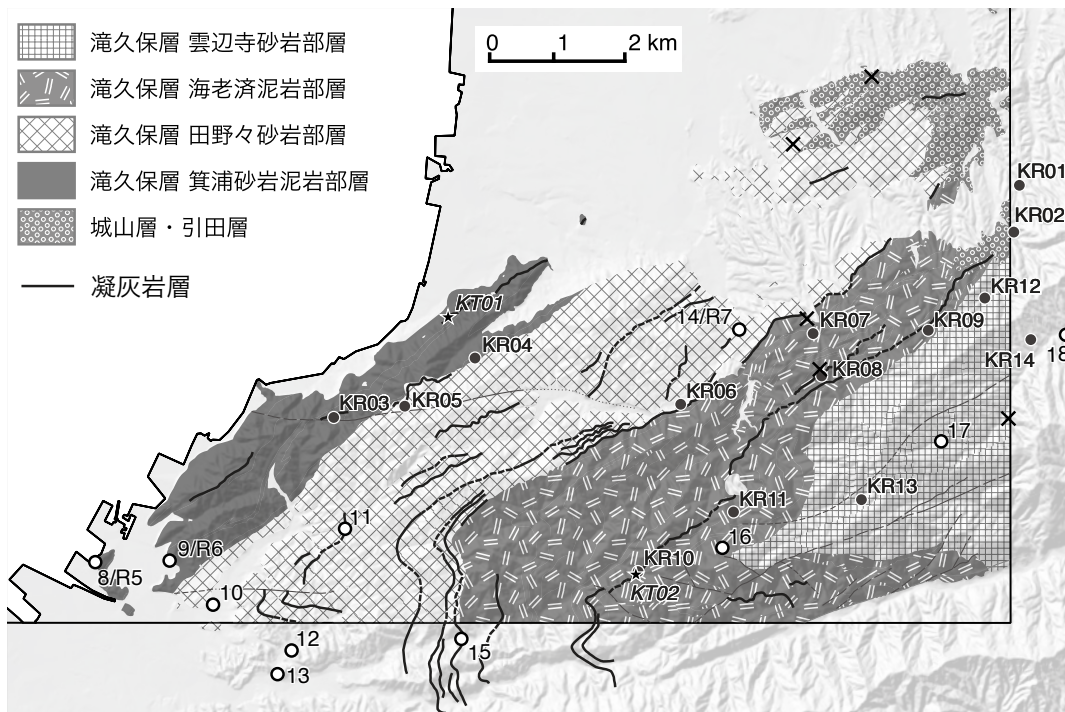 滝久保層 雲辺寺砂岩部層
滝久保層 海老済泥岩部層
滝久保層 田野々砂岩部層
滝久保層 箕浦砂岩泥岩部層
城山層・引田層
凝灰岩層
0 1 2 km
KR01
KR02
KR12
KT01
14/R7
KR07
KR09
KR04
KR14
18
KR08
KR03
KR05
KR06
17
KR13
KR11
11
16
9/R6
8/R5
KR10
KT02
10
12
15
13